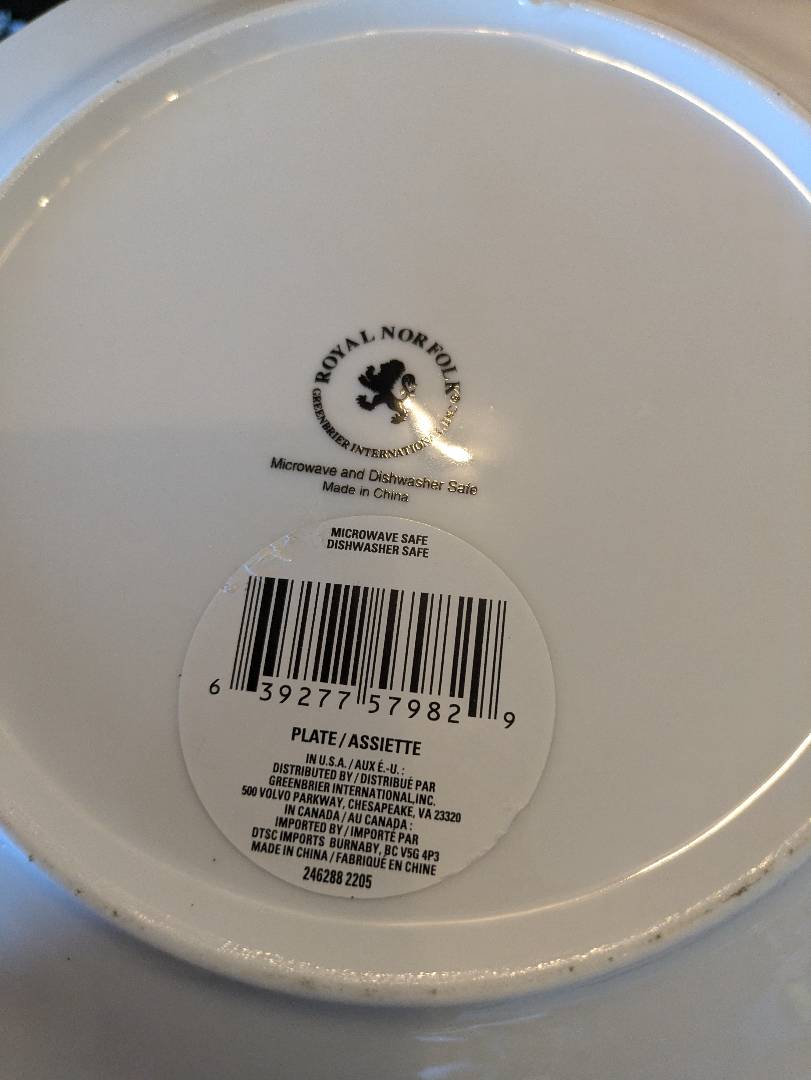 ROYAL NORFOLK
GREENBRIER INTERNATIONAL, INC.
Microwave and Dishwasher Safe
Made in China
MICROWAVE SAFE
DISHWASHER SAFE
6 39277 57982 9
PLATE / ASSIETTE
IN U.S.A. / AUX É.-U. :
DISTRIBUTED BY / DISTRIBUÉ PAR
GREENBRIER INTERNATIONAL,INC.
500 VOLVO PARKWAY, CHESAPEAKE, VA 23320
IN CANADA / AU CANADA :
IMPORTED BY / IMPORTÉ PAR
DTSC IMPORTS BURNABY, BC V5G 4P3
MADE IN CHINA / FABRIQUÉ EN CHINE
246288 2205